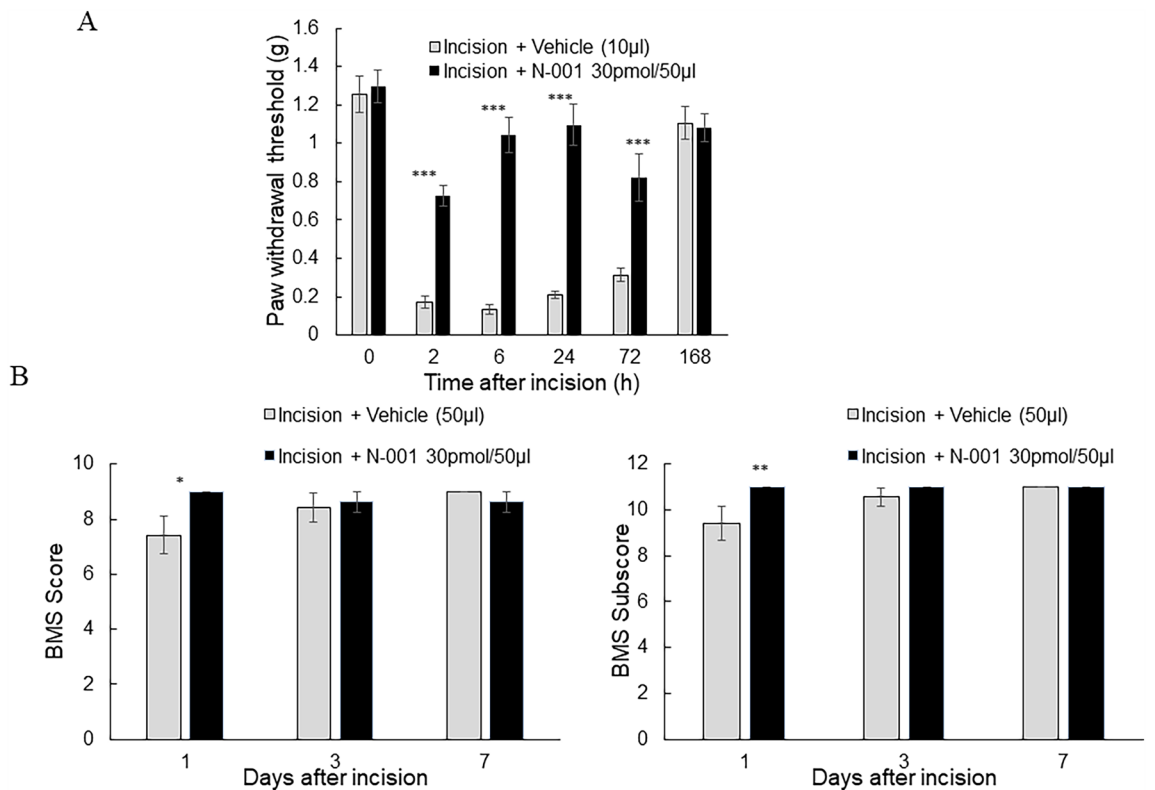 A
1.6
1.4
1.2
1
0.8
0.6
0.4
0.2
0
Paw withdrawal threshold (g)
Incision + Vehicle (10µl)
Incision + N-001 30pmol/50µl
***
***
***
***
0 2 6 24 72 168
Time after incision (h)
B
Incision + Vehicle (50µl)
Incision + N-001 30pmol/50µl
10
8
6
4
2
0
BMS Score
*
1 3 7
Days after incision
Incision + Vehicle (50µl)
Incision + N-001 30pmol/50µl
12
10
8
6
4
2
0
BMS Subscore
**
1 3 7
Days after incision